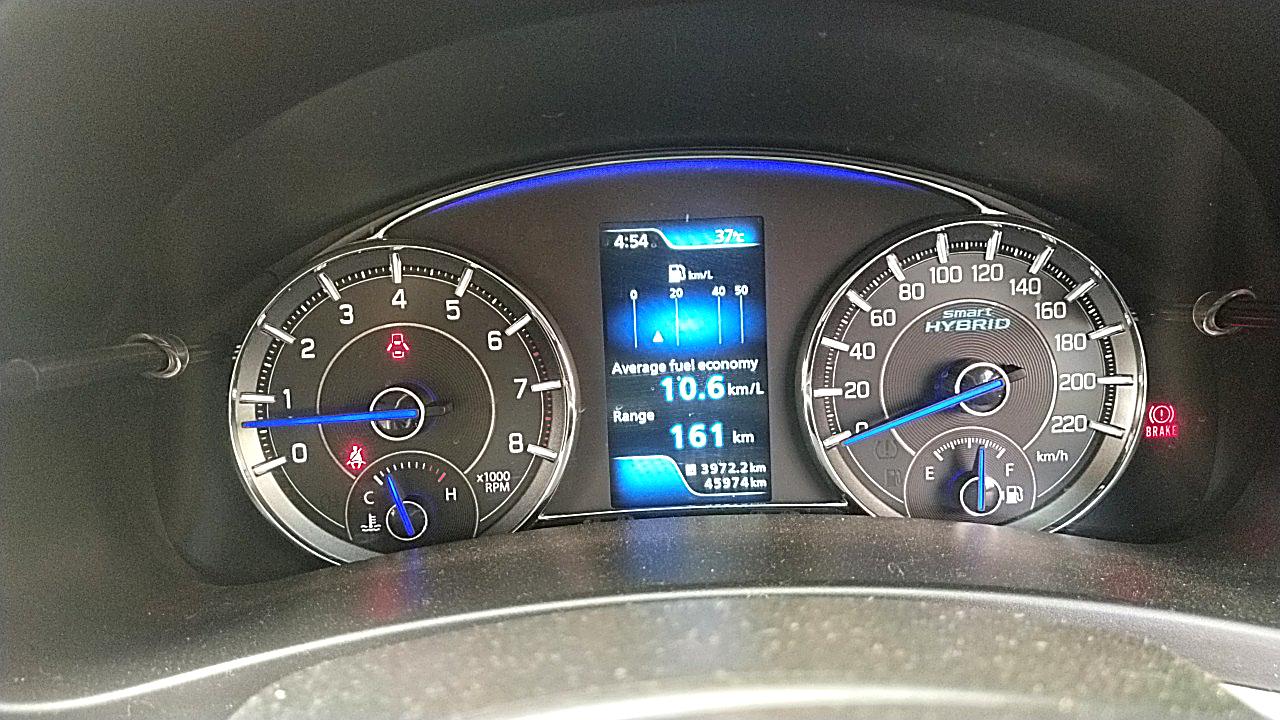 4:54 37°C
km/L
0 20 40 50
Average fuel economy
10.6 km/L
Range
161 km
3972.2 km
45974 km
0 1 2 3 4 5 6 7 8
x1000
RPM
C H
0 20 40 60 80 100 120 140 160 180 200 220
smart
HYBRID
km/h
E F
BRAKE